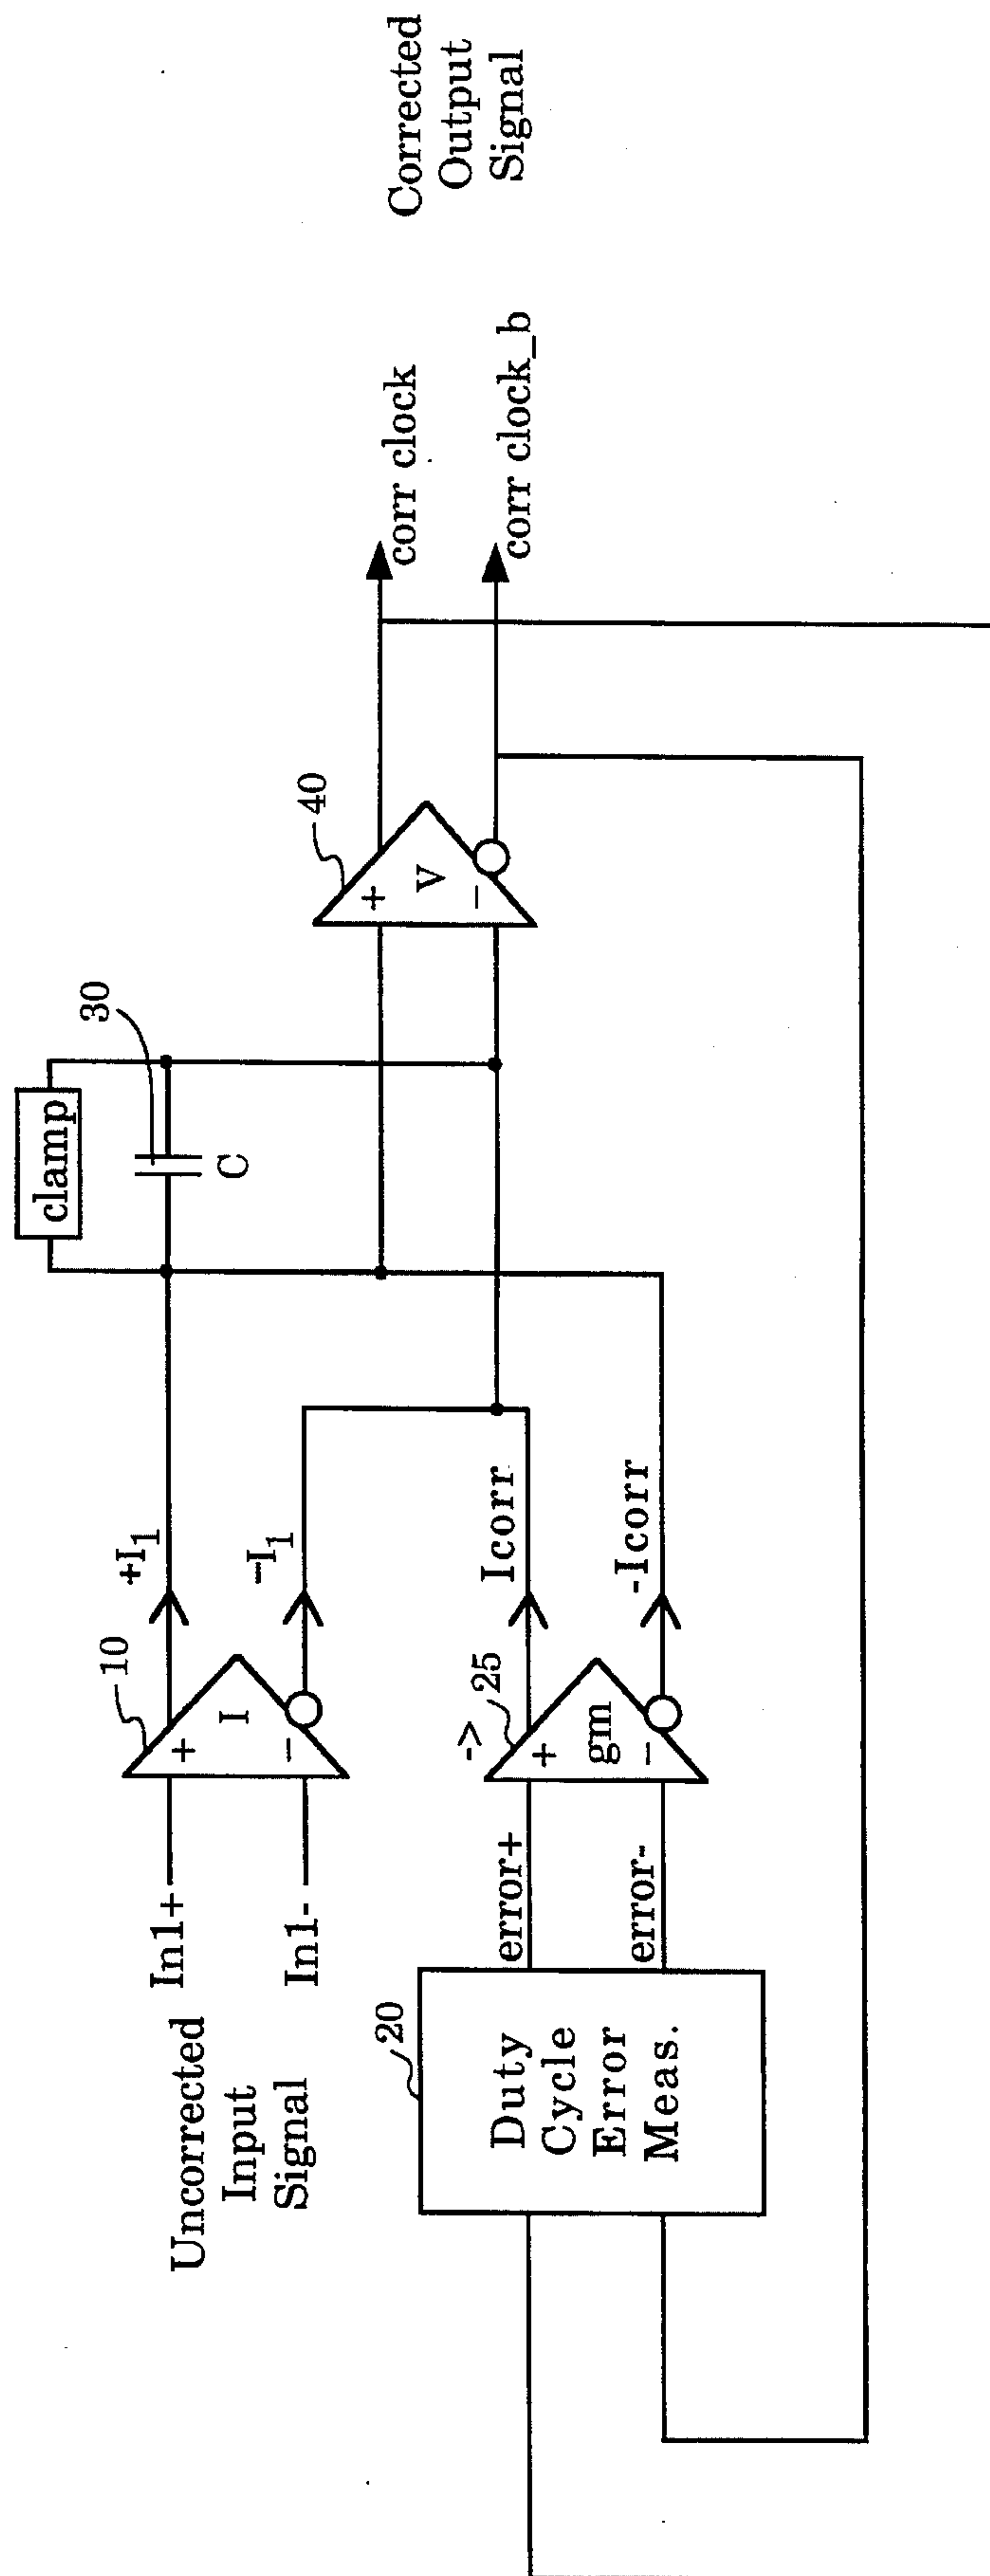 Uncorrected
Input
Signal
In1+
In1-
10
+
I
−
+I1
−I1
clamp
30
C
40
+
V
−
corr clock
corr clock_b
Corrected
Output
Signal
20
Duty
Cycle
Error
Meas.
error+
error-
->
25
+
gm
−
Icorr
-Icorr